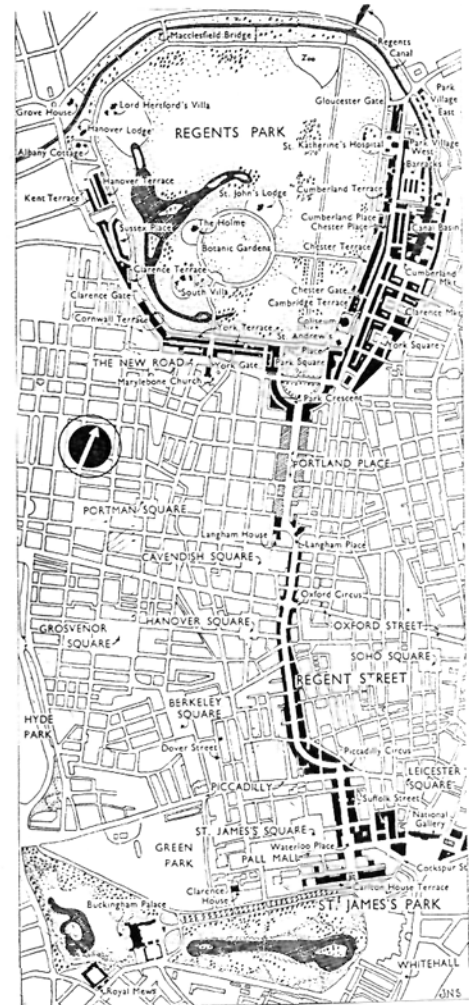 Macclesfield Bridge
Regents Canal
Zoo
Park Village East
Gloucester Gate
Lord Hertford's Villa
Grove House
Hanover Lodge
REGENTS PARK
St. Katherine's Hospital
Park Village West
Albany Cottage
Barracks
Hanover Terrace
Kent Terrace
St. John's Lodge
Cumberland Terrace
Sussex Place
The Holme
Cumberland Place
Chester Place
Canal Basin
Botanic Gardens
Chester Terrace
Clarence Terrace
Cumberland Mkt
South Villa
Chester Gate
Clarence Gate
Cambridge Terrace
Clarence Mkt
Cornwall Terrace
Coliseum
York Terrace
St. Andrew's Place
York Square
THE NEW ROAD
York Gate
Park Square
Marylebone Church
Park Crescent
PORTLAND PLACE
PORTMAN SQUARE
Langham House
Langham Place
CAVENDISH SQUARE
Oxford Circus
HANOVER SQUARE
OXFORD STREET
GROSVENOR SQUARE
SOHO SQUARE
REGENT STREET
BERKELEY SQUARE
HYDE PARK
Dover Street
Piccadilly Circus
LEICESTER SQUARE
PICCADILLY
Suffolk Street
National Gallery
ST. JAMES'S SQUARE
GREEN PARK
Waterloo Place
PALL MALL
Cockspur St
Clarence House
Carlton House Terrace
Buckingham Palace
ST. JAMES'S PARK
WHITEHALL
Royal Mews
J.N.S.